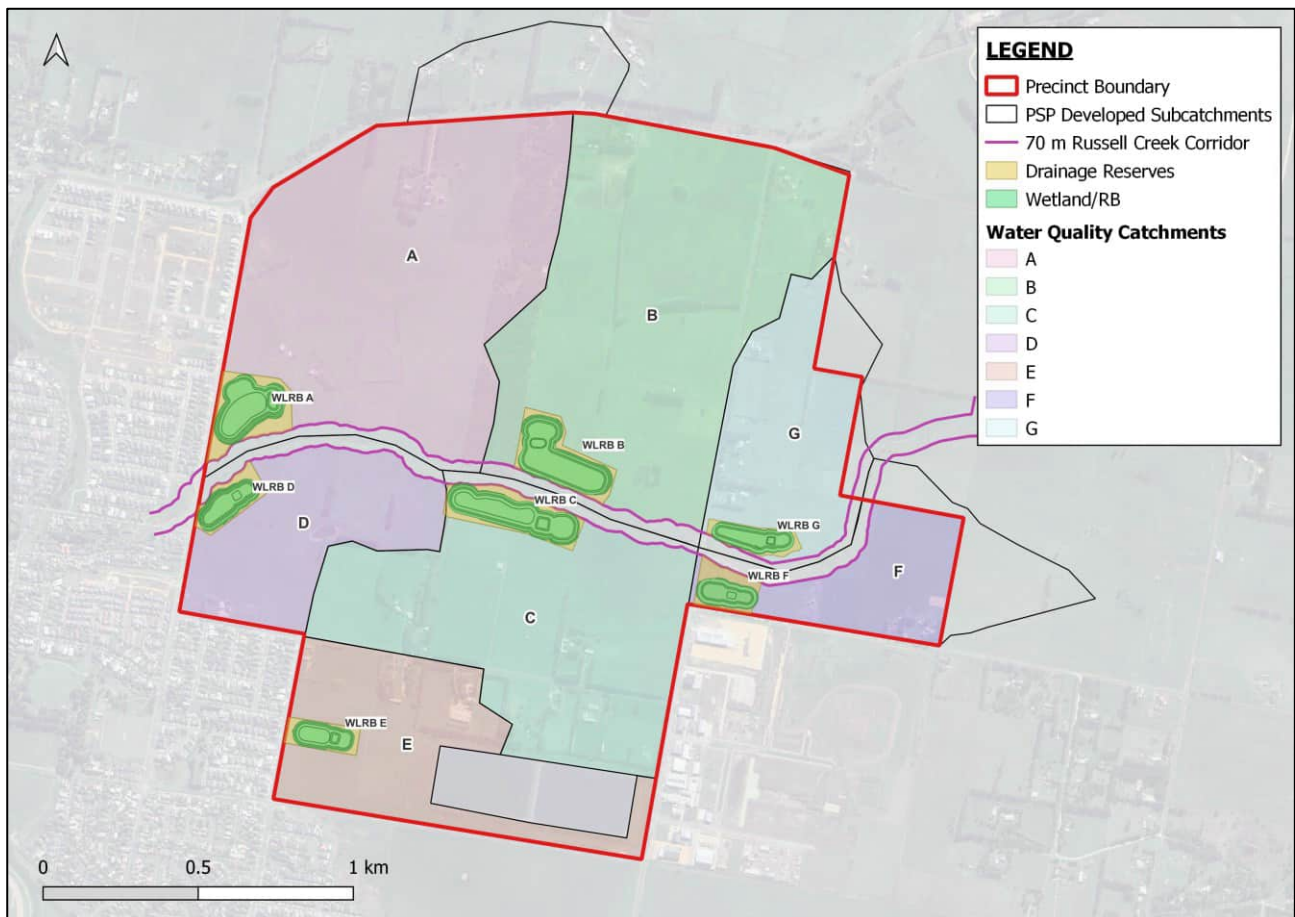 LEGEND
Precinct Boundary
PSP Developed Subcatchments
70 m Russell Creek Corridor
Drainage Reserves
Wetland/RB
Water Quality Catchments
A
B
C
D
E
F
G
A
B
WLRB A
WLRB B
G
WLRB D
WLRB C
D
WLRB G
WLRB F
F
C
WLRB E
E
0 0.5 1 km